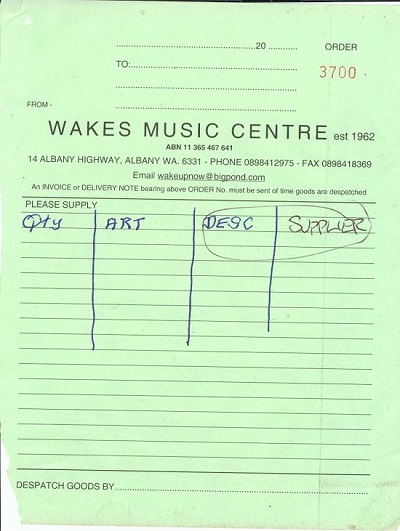 20 ORDER
TO: 3700
FROM -
WAKES MUSIC CENTRE est 1962
ABN 11 365 467 641
14 ALBANY HIGHWAY, ALBANY WA. 6331 - PHONE 0898412975 - FAX 0898418369
Email wakeupnow@bigpond.com
An INVOICE or DELIVERY NOTE bearing above ORDER No. must be sent of time goods are despatched
PLEASE SUPPLY
Qty ART DESC SUPPLIER
DESPATCH GOODS BY